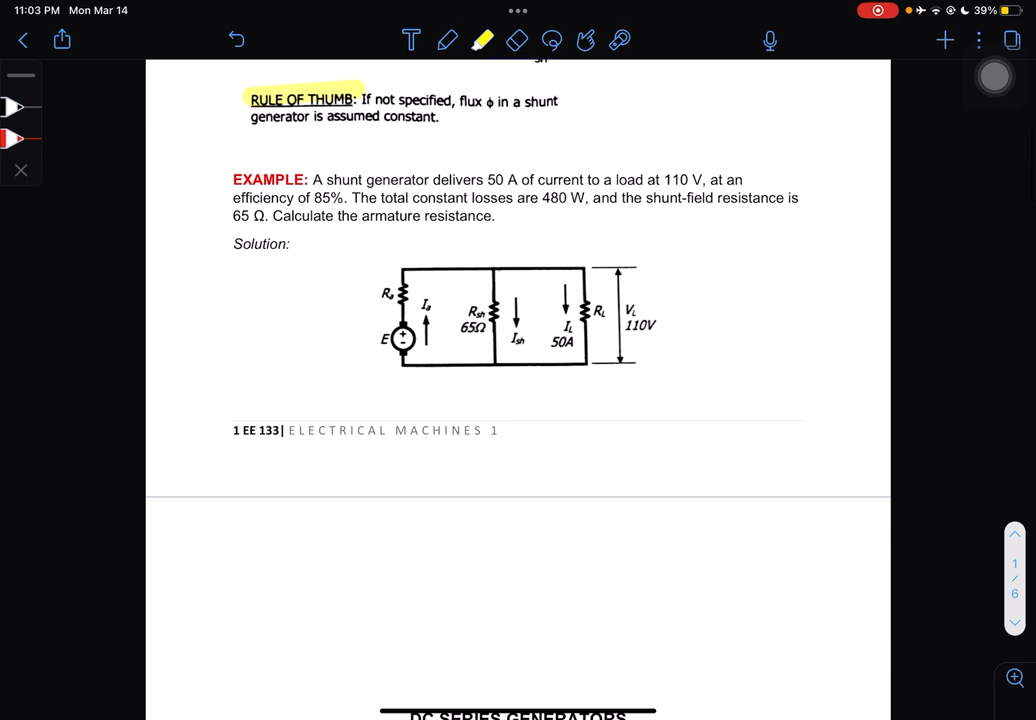 11:03 PM Mon Mar 14
39%
RULE OF THUMB: If not specified, flux ϕ in a shunt
generator is assumed constant.
EXAMPLE: A shunt generator delivers 50 A of current to a load at 110 V, at an
efficiency of 85%. The total constant losses are 480 W, and the shunt-field resistance is
65 Ω. Calculate the armature resistance.
Solution:
Ra
Ia
E
+
-
Rsh
65Ω
Ish
IL
50A
RL
VL
110V
1 EE 133| ELECTRICAL MACHINES 1
1
/
6
DC SERIES GENERATORS